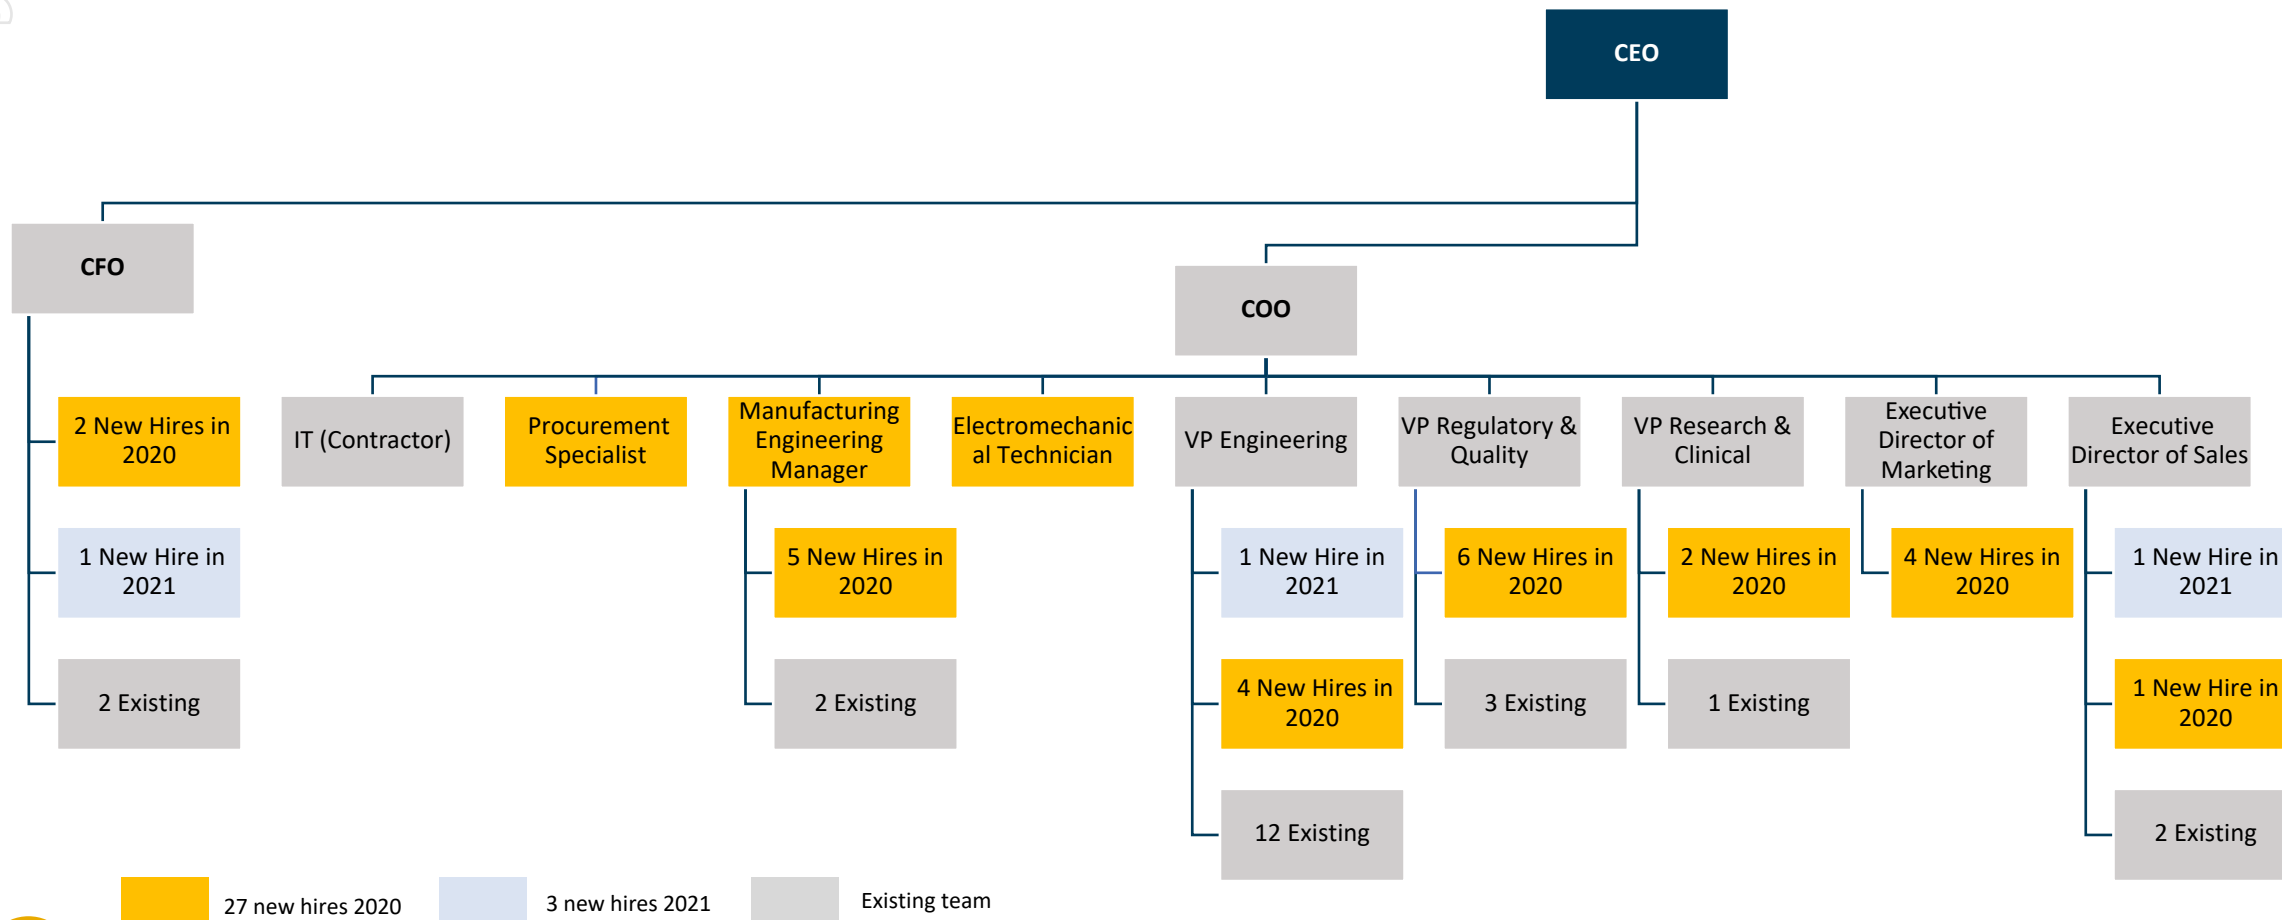 CEO
CFO
COO
2 New Hires in
2020
IT (Contractor)
Procurement
Specialist
Manufacturing
Engineering
Manager
Electromechanic
al Technician
VP Engineering
VP Regulatory &
Quality
VP Research &
Clinical
Executive
Director of
Marketing
Executive
Director of Sales
1 New Hire in
2021
5 New Hires in
2020
1 New Hire in
2021
6 New Hires in
2020
2 New Hires in
2020
4 New Hires in
2020
1 New Hire in
2021
2 Existing
2 Existing
4 New Hires in
2020
3 Existing
1 Existing
1 New Hire in
2020
12 Existing
2 Existing
27 new hires 2020
3 new hires 2021
Existing team